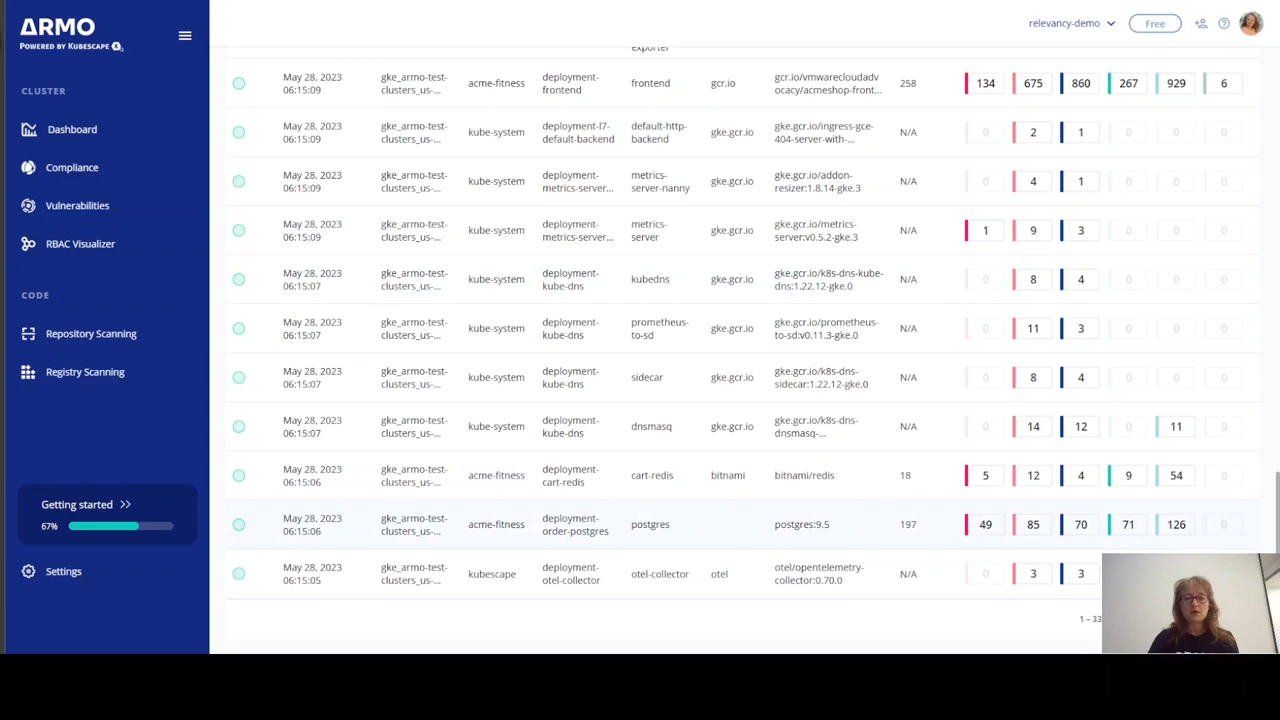 ARMO
POWERED BY KUBESCAPE
relevancy-demo
Free
CLUSTER
Dashboard
Compliance
Vulnerabilities
RBAC Visualizer
CODE
Repository Scanning
Registry Scanning
Getting started
67%
Settings
exporter
May 28, 2023 gke_armo-test- deployment- gcr.io/vmwarecloudadv
06:15:09 clusters_us-... acme-fitness frontend frontend gcr.io ocacy/acmeshop-front... 258 134 675 860 267 929 6
May 28, 2023 gke_armo-test- deployment-l7- default-http- gke.gcr.io/ingress-gce-
06:15:09 clusters_us-... kube-system default-backend backend gke.gcr.io 404-server-with-... N/A 0 2 1 0 0 0
May 28, 2023 gke_armo-test- deployment- metrics- gke.gcr.io/addon-
06:15:09 clusters_us-... kube-system metrics-server... server-nanny gke.gcr.io resizer:1.8.14-gke.3 N/A 0 4 1 0 0 0
May 28, 2023 gke_armo-test- deployment- metrics- gke.gcr.io/metrics-
06:15:09 clusters_us-... kube-system metrics-server... server gke.gcr.io server:v0.5.2-gke.3 N/A 1 9 3 0 0 0
May 28, 2023 gke_armo-test- deployment- gke.gcr.io/k8s-dns-kube-
06:15:07 clusters_us-... kube-system kube-dns kubedns gke.gcr.io dns:1.22.12-gke.0 N/A 0 8 4 0 0 0
May 28, 2023 gke_armo-test- deployment- prometheus- gke.gcr.io/prometheus-
06:15:07 clusters_us-... kube-system kube-dns to-sd gke.gcr.io to-sd:v0.11.3-gke.0 N/A 0 11 3 0 0 0
May 28, 2023 gke_armo-test- deployment- gke.gcr.io/k8s-dns-
06:15:07 clusters_us-... kube-system kube-dns sidecar gke.gcr.io sidecar:1.22.12-gke.0 N/A 0 8 4 0 0 0
May 28, 2023 gke_armo-test- deployment- gke.gcr.io/k8s-dns-
06:15:07 clusters_us-... kube-system kube-dns dnsmasq gke.gcr.io dnsmasq-... N/A 0 14 12 0 11 0
May 28, 2023 gke_armo-test- deployment-
06:15:06 clusters_us-... acme-fitness cart-redis cart-redis bitnami bitnami/redis 18 5 12 4 9 54 0
May 28, 2023 gke_armo-test- deployment-
06:15:06 clusters_us-... acme-fitness order-postgres postgres postgres:9.5 197 49 85 70 71 126 0
May 28, 2023 gke_armo-test- deployment- otel/opentelemetry-
06:15:05 clusters_us-... kubescape otel-collector otel-collector otel collector:0.70.0 N/A 0 3 3
1 – 33